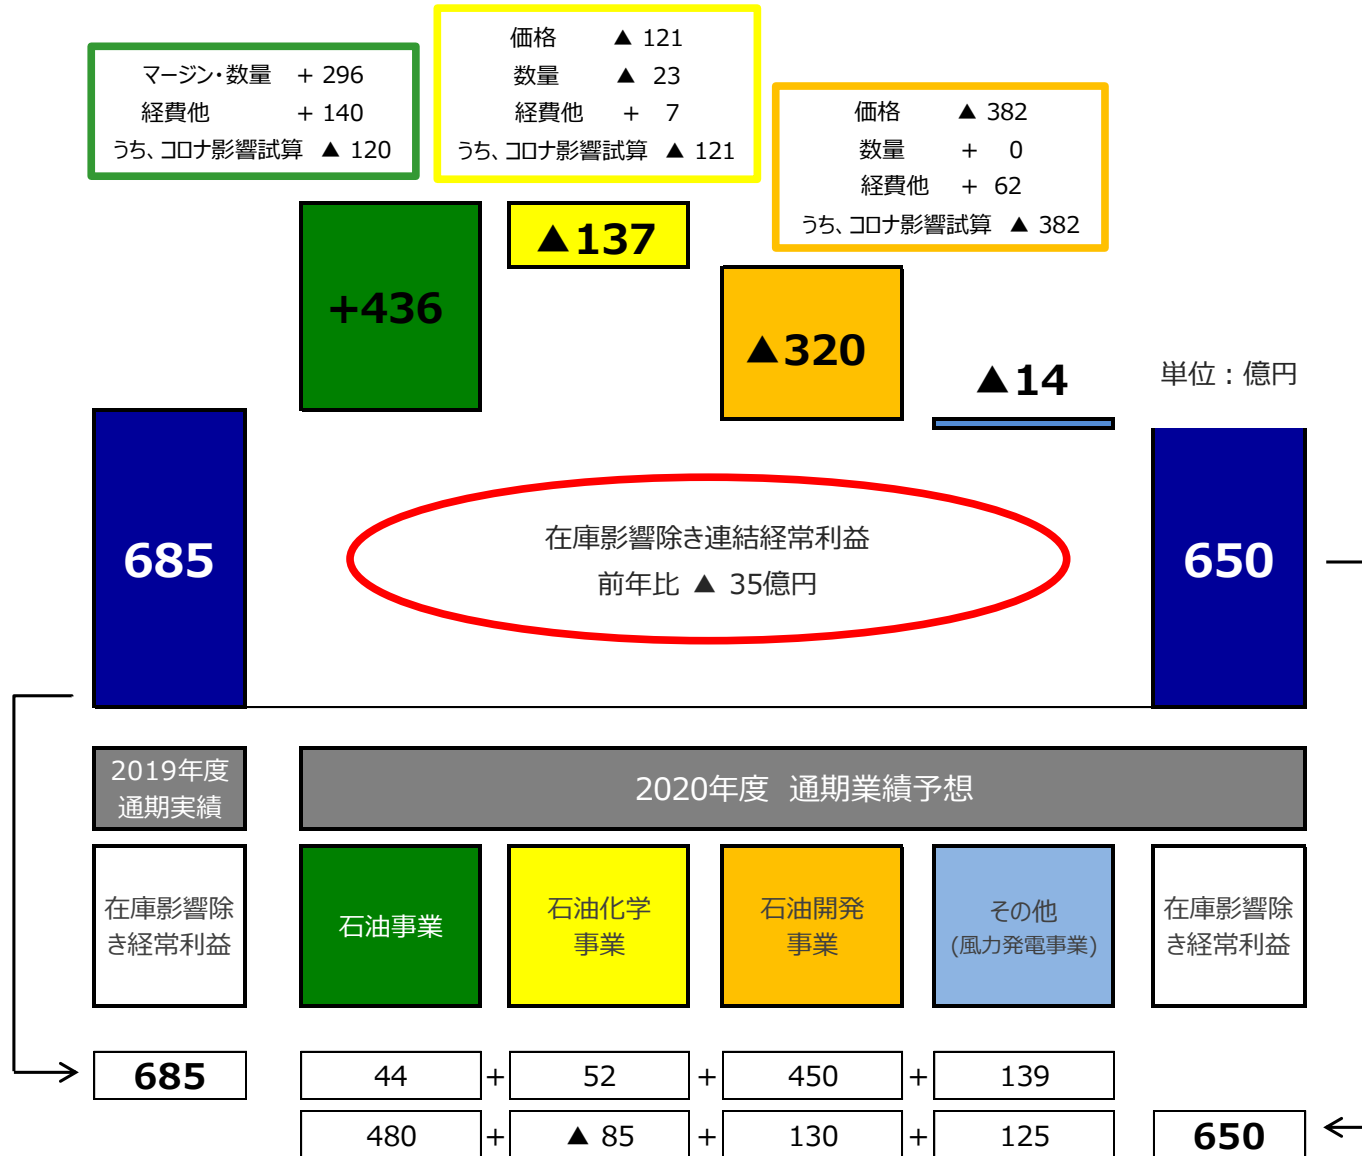 マージン・数量 + 296
経費他 + 140
うち、コロナ影響試算 ▲ 120
価格 ▲ 121
数量 ▲ 23
経費他 + 7
うち、コロナ影響試算 ▲ 121
価格 ▲ 382
数量 + 0
経費他 + 62
うち、コロナ影響試算 ▲ 382
+436
▲137
▲320
▲14
単位：億円
685
在庫影響除き連結経常利益
前年比 ▲ 35億円
650
2019年度
通期実績
2020年度 通期業績予想
在庫影響除
き経常利益
石油事業
石油化学
事業
石油開発
事業
その他
(風力発電事業)
在庫影響除
き経常利益
685 44 + 52 + 450 + 139
480 + ▲ 85 + 130 + 125 650